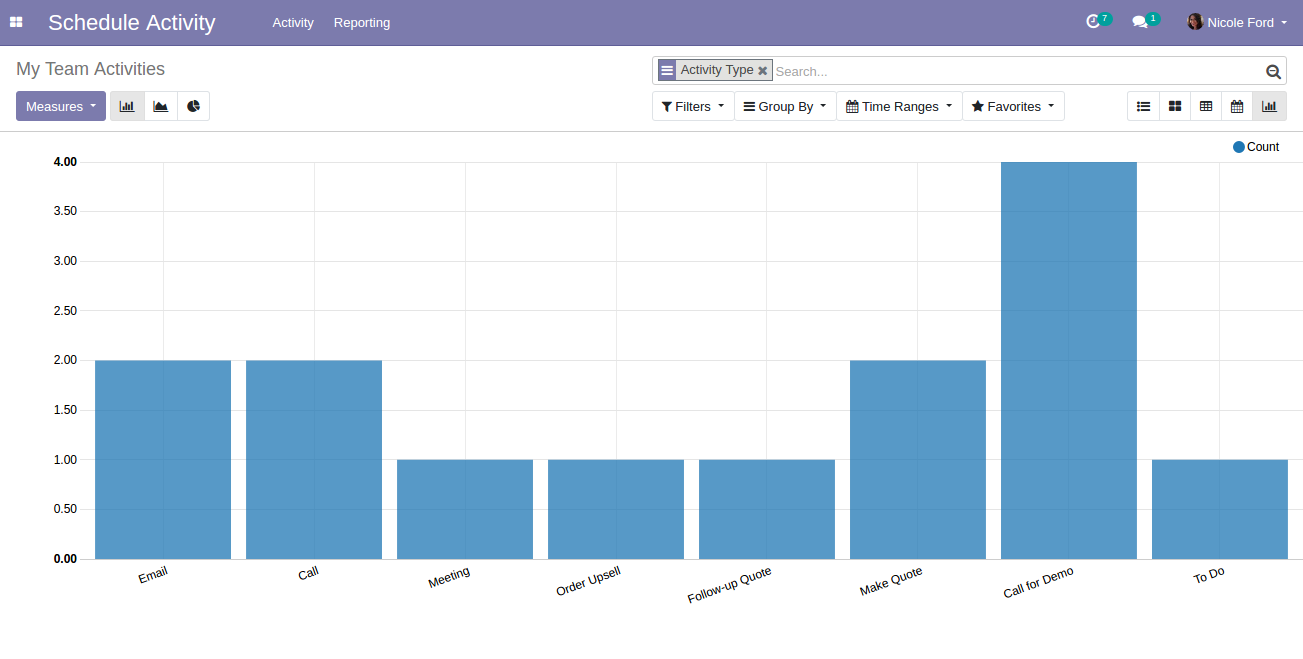 Schedule Activity Activity Reporting 7 1 Nicole Ford
My Team Activities Activity Type Search...
Measures Filters Group By Time Ranges Favorites
Count
4.00
3.50
3.00
2.50
2.00
1.50
1.00
0.50
0.00
Email Call Meeting Order Upsell Follow-up Quote Make Quote Call for Demo To Do